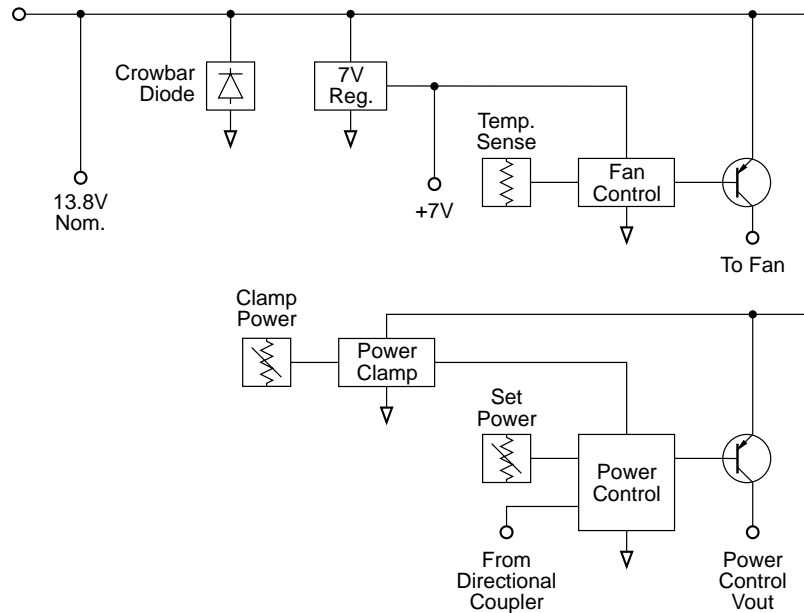 Crowbar
Diode
7V
Reg.
Temp.
Sense
Fan
Control
13.8V
Nom.
+7V
To Fan
Clamp
Power
Power
Clamp
Set
Power
Power
Control
From
Directional
Coupler
Power
Control
Vout